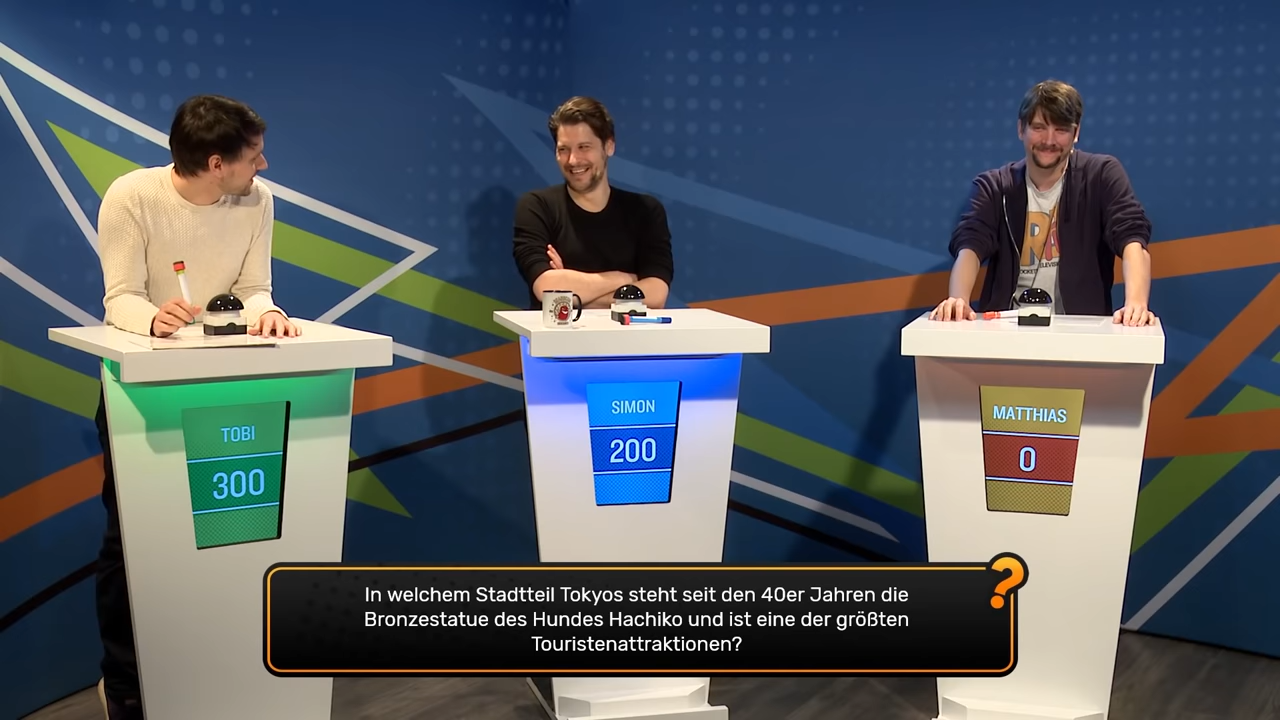 TOBI
300
SIMON
200
MATTHIAS
0
In welchem Stadtteil Tokyos steht seit den 40er Jahren die
Bronzestatue des Hundes Hachiko und ist eine der größten
Touristenattraktionen?
?